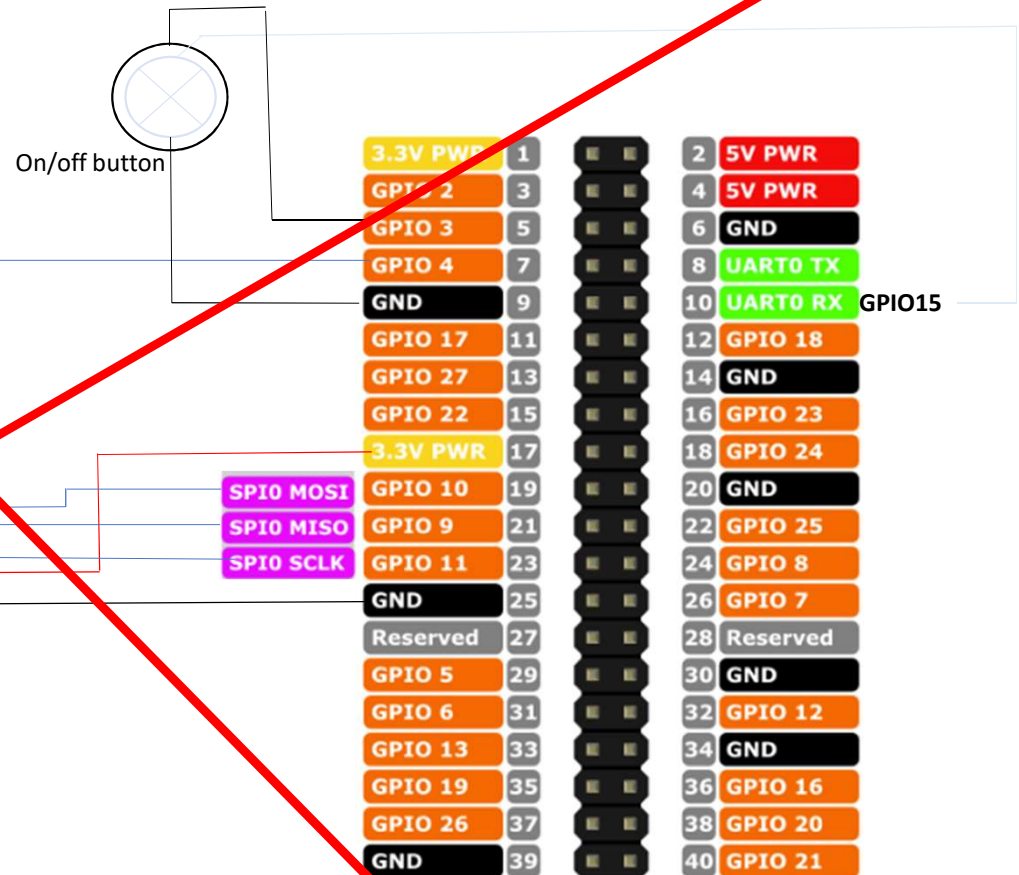 On/off button
3.3V PWR 1 2 5V PWR
GPIO 2 3 4 5V PWR
GPIO 3 5 6 GND
GPIO 4 7 8 UART0 TX
GND 9 10 UART0 RX GPIO15
GPIO 17 11 12 GPIO 18
GPIO 27 13 14 GND
GPIO 22 15 16 GPIO 23
3.3V PWR 17 18 GPIO 24
SPI0 MOSI GPIO 10 19 20 GND
SPI0 MISO GPIO 9 21 22 GPIO 25
SPI0 SCLK GPIO 11 23 24 GPIO 8
GND 25 26 GPIO 7
Reserved 27 28 Reserved
GPIO 5 29 30 GND
GPIO 6 31 32 GPIO 12
GPIO 13 33 34 GND
GPIO 19 35 36 GPIO 16
GPIO 26 37 38 GPIO 20
GND 39 40 GPIO 21